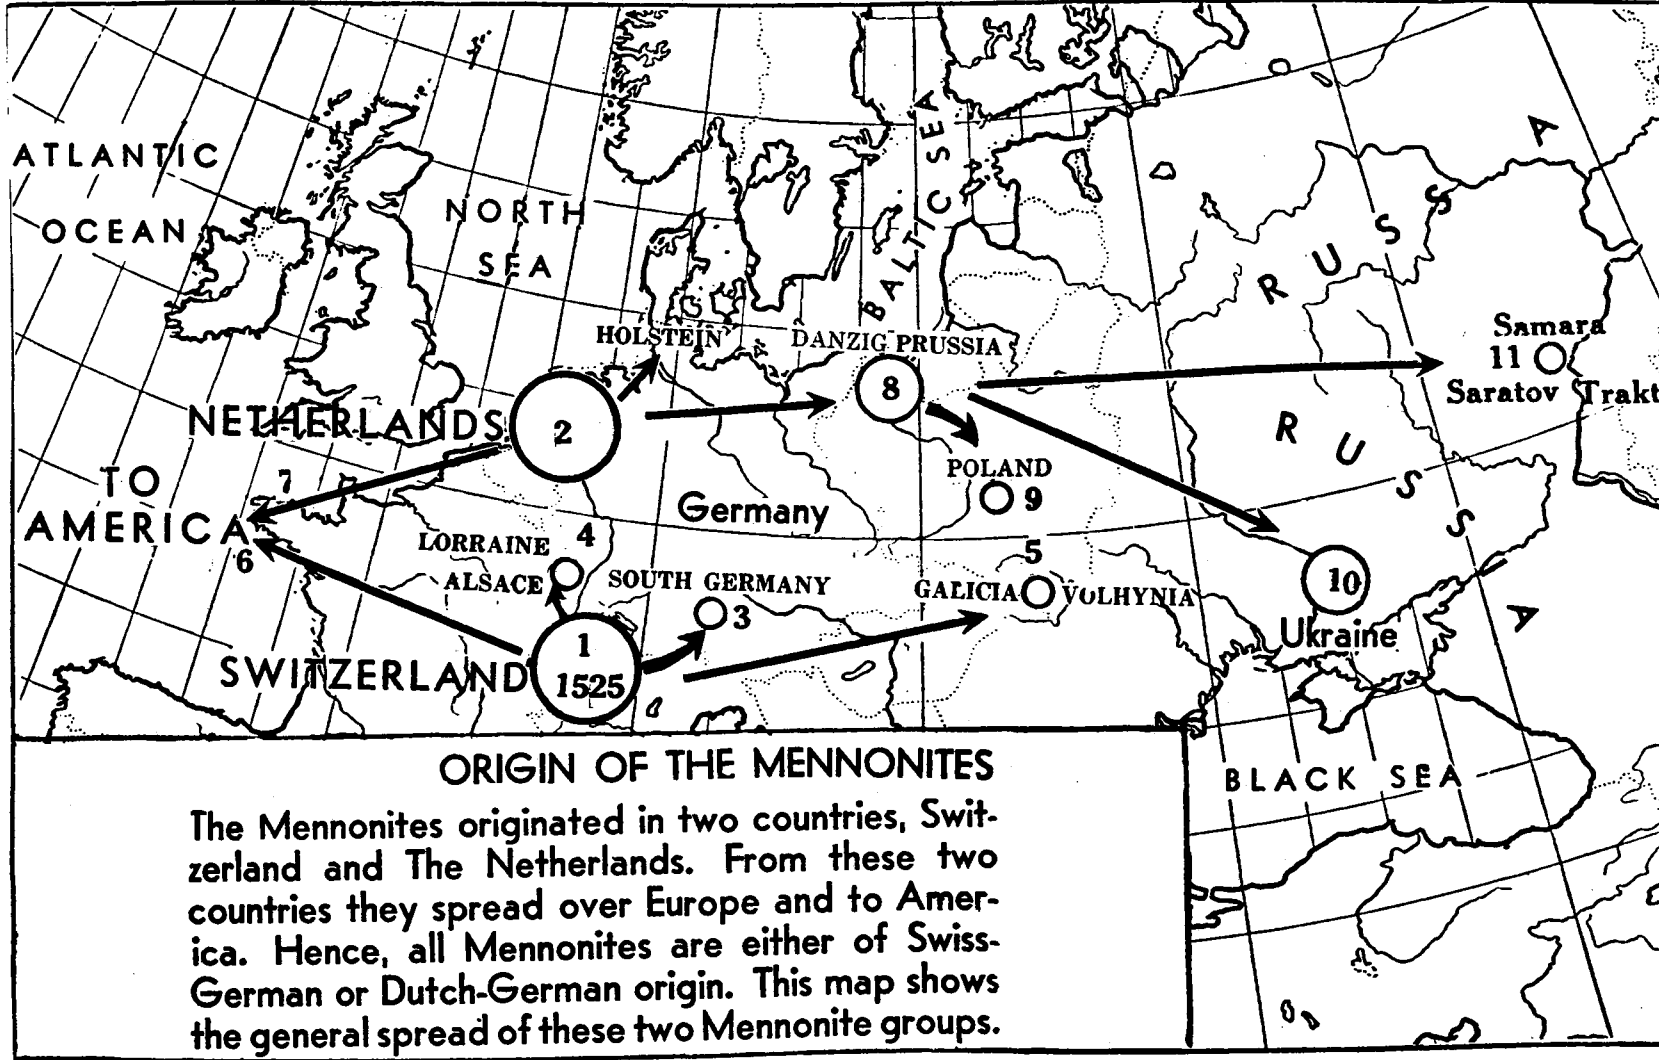 ATLANTIC
OCEAN
NORTH
SEA
BALTIC SEA
RUSSIA
RUSSIA
HOLSTEIN
DANZIG PRUSSIA
Samara
11
Saratov Trakt
8
NETHERLANDS
2
TO
AMERICA
7
6
Germany
POLAND
9
LORRAINE
4
ALSACE
SOUTH GERMANY
3
5
GALICIA
VOLHYNIA
10
Ukraine
SWITZERLAND
1
1525
BLACK SEA
ORIGIN OF THE MENNONITES
The Mennonites originated in two countries, Swit-
zerland and The Netherlands. From these two
countries they spread over Europe and to Amer-
ica. Hence, all Mennonites are either of Swiss-
German or Dutch-German origin. This map shows
the general spread of these two Mennonite groups.